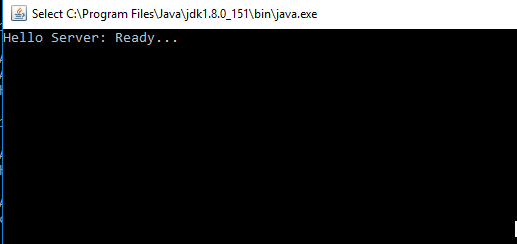 Select C:\Program Files\Java\jdk1.8.0_151\bin\java.exe
Hello Server: Ready...